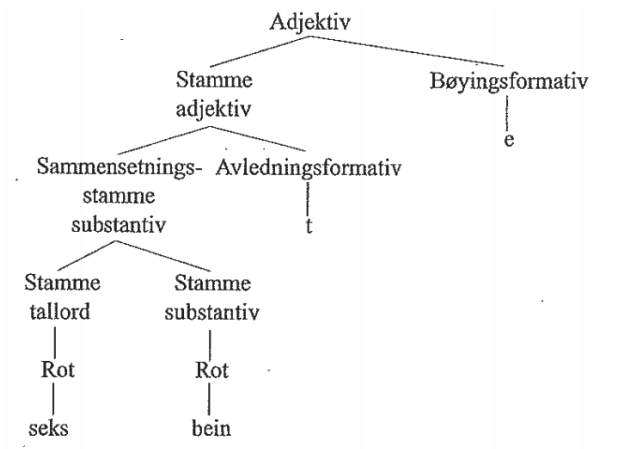 Adjektiv
Stamme
adjektiv
Bøyingsformativ
e
Sammensetnings-
stamme
substantiv
Avledningsformativ
t
Stamme
tallord
Stamme
substantiv
Rot
Rot
seks
bein